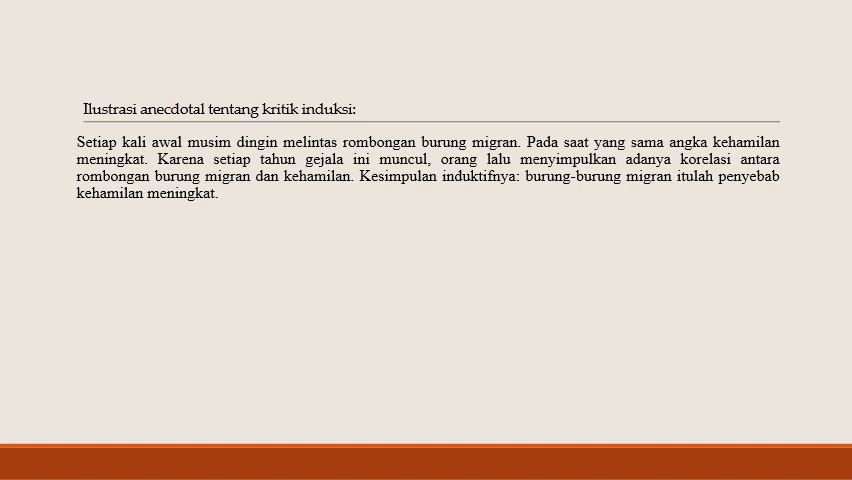 Ilustrasi anecdotal tentang kritik induksi:
Setiap kali awal musim dingin melintas rombongan burung migran. Pada saat yang sama angka kehamilan
meningkat. Karena setiap tahun gejala ini muncul, orang lalu menyimpulkan adanya korelasi antara
rombongan burung migran dan kehamilan. Kesimpulan induktifnya: burung-burung migran itulah penyebab
kehamilan meningkat.